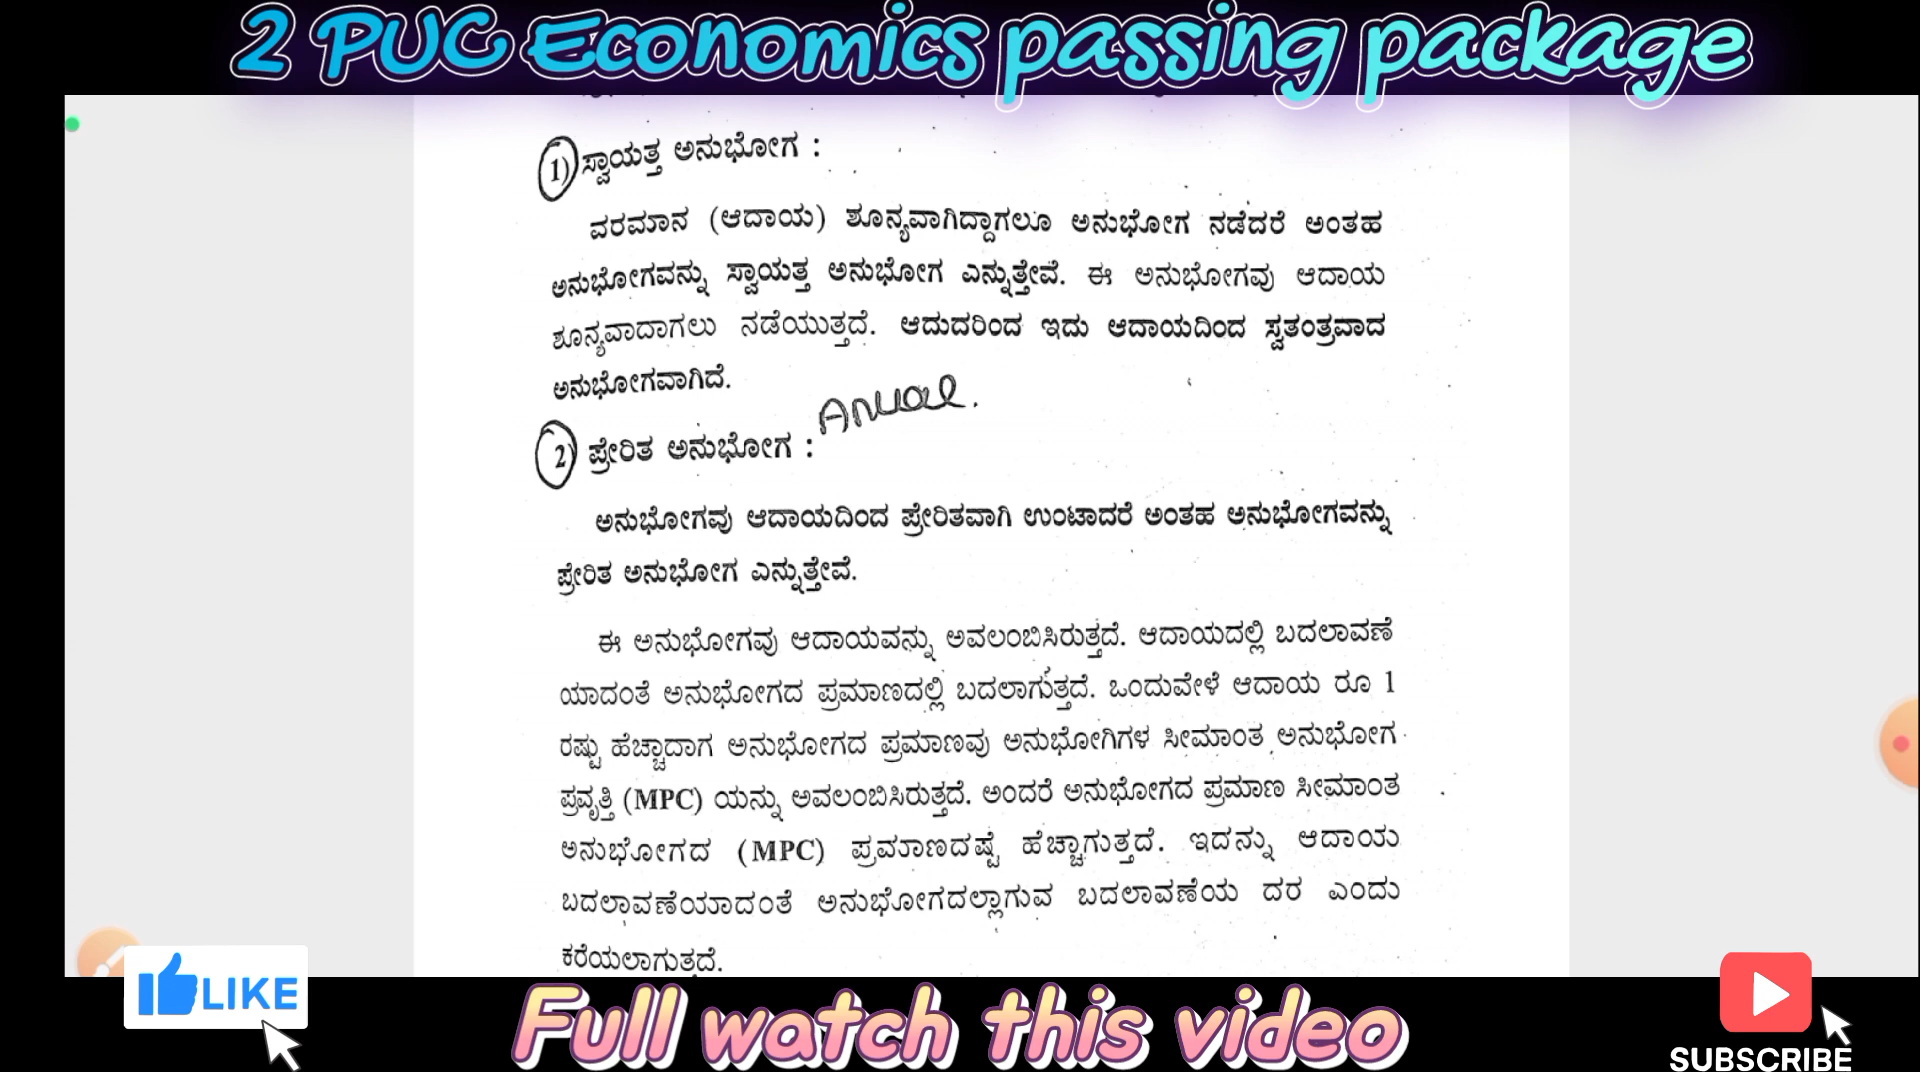 2 PUC Economics passing package
1) ಸ್ವಾಯತ್ತ ಅನುಭೋಗ :
ವರಮಾನ (ಆದಾಯ) ಶೂನ್ಯವಾಗಿದ್ದಾಗಲೂ ಅನುಭೋಗ ನಡೆದರೆ ಅಂತಹ
ಅನುಭೋಗವನ್ನು ಸ್ವಾಯತ್ತ ಅನುಭೋಗ ಎನ್ನುತ್ತೇವೆ. ಈ ಅನುಭೋಗವು ಆದಾಯ
ಶೂನ್ಯವಾದಾಗಲು ನಡೆಯುತ್ತದೆ. ಆದುದರಿಂದ ಇದು ಆದಾಯದಿಂದ ಸ್ವತಂತ್ರವಾದ
ಅನುಭೋಗವಾಗಿದೆ.
2) ಪ್ರೇರಿತ ಅನುಭೋಗ :
ಅನುಭೋಗವು ಆದಾಯದಿಂದ ಪ್ರೇರಿತವಾಗಿ ಉಂಟಾದರೆ ಅಂತಹ ಅನುಭೋಗವನ್ನು
ಪ್ರೇರಿತ ಅನುಭೋಗ ಎನ್ನುತ್ತೇವೆ.
ಈ ಅನುಭೋಗವು ಆದಾಯವನ್ನು ಅವಲಂಬಿಸಿರುತ್ತದೆ. ಆದಾಯದಲ್ಲಿ ಬದಲಾವಣೆ
ಯಾದಂತೆ ಅನುಭೋಗದ ಪ್ರಮಾಣದಲ್ಲಿ ಬದಲಾಗುತ್ತದೆ. ಒಂದುವೇಳೆ ಆದಾಯ ರೂ 1
ರಷ್ಟು ಹೆಚ್ಚಾದಾಗ ಅನುಭೋಗದ ಪ್ರಮಾಣವು ಅನುಭೋಗಿಗಳ ಸೀಮಾಂತ ಅನುಭೋಗ
ಪ್ರವೃತ್ತಿ (MPC) ಯನ್ನು ಅವಲಂಬಿಸಿರುತ್ತದೆ. ಅಂದರೆ ಅನುಭೋಗದ ಪ್ರಮಾಣ ಸೀಮಾಂತ
ಅನುಭೋಗದ (MPC) ಪ್ರಮಾಣದಷ್ಟೆ ಹೆಚ್ಚಾಗುತ್ತದೆ. ಇದನ್ನು ಆದಾಯ
ಬದಲಾವಣೆಯಾದಂತೆ ಅನುಭೋಗದಲ್ಲಾಗುವ ಬದಲಾವಣೆಯ ದರ ಎಂದು
ಕರೆಯಲಾಗುತ್ತದೆ.
LIKE
Full watch this video
SUBSCRIBE